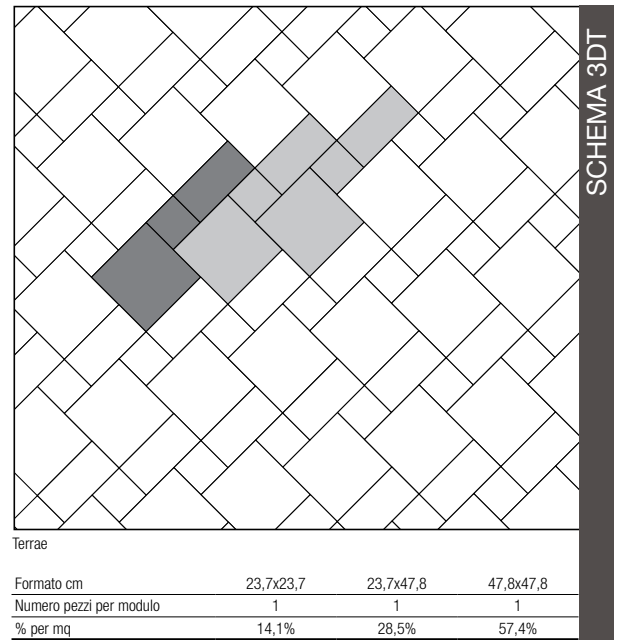 SCHEMA 3DT
Terrae
Formato cm 23,7x23,7 23,7x47,8 47,8x47,8
Numero pezzi per modulo 1 1 1
% per mq 14,1% 28,5% 57,4%